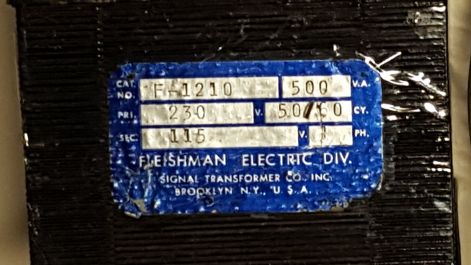 CAT. NO. F-1210 500 V.A.
PRI. 230 V. 50/60 CY.
SEC. 115 V. 1 PH.
FLEISHMAN ELECTRIC DIV.
SIGNAL TRANSFORMER CO., INC.
BROOKLYN N.Y., U.S.A.